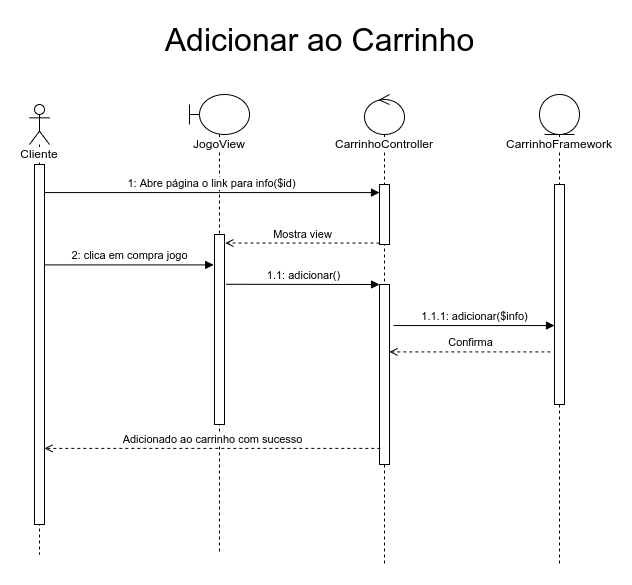 Adicionar ao Carrinho
Cliente
JogoView
CarrinhoController
CarrinhoFramework
1: Abre página o link para info($id)
Mostra view
2: clica em compra jogo
1.1: adicionar()
1.1.1: adicionar($info)
Confirma
Adicionado ao carrinho com sucesso